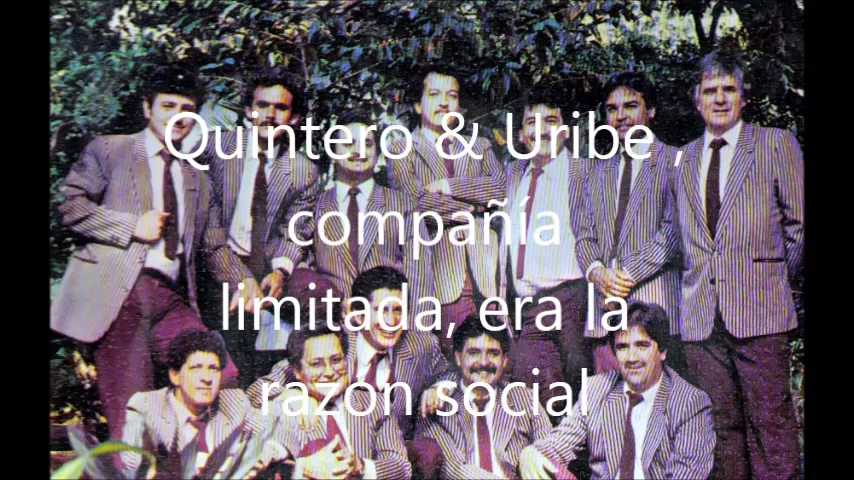 Quintero & Uribe ,
compañía
limitada, era la
razón social